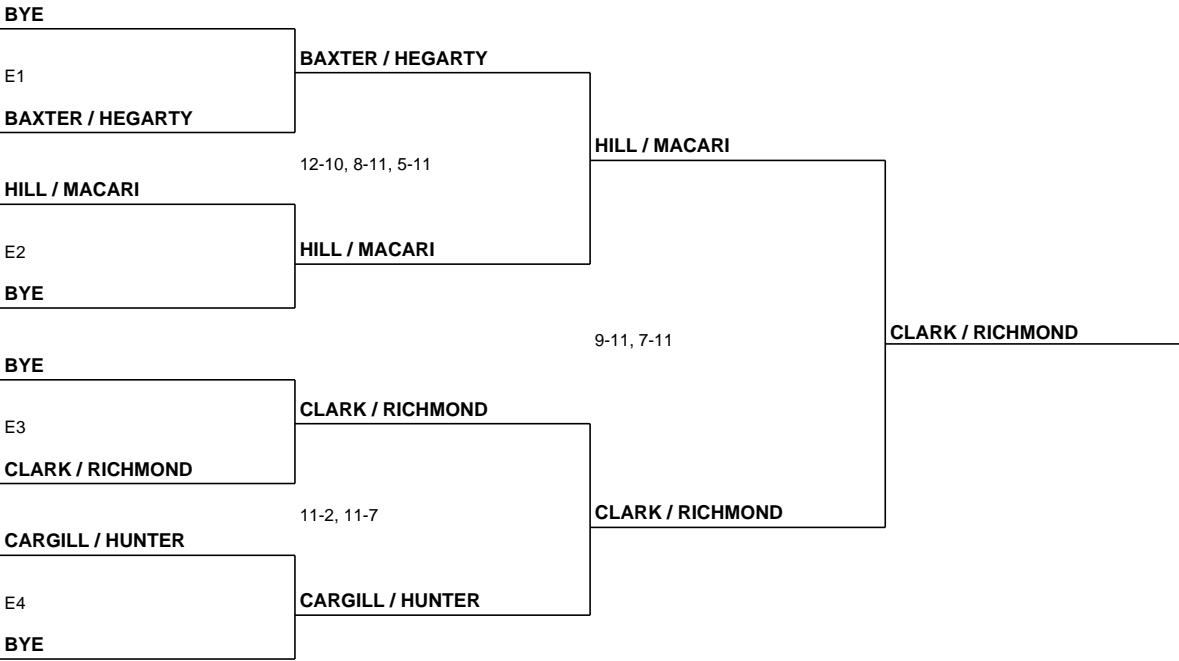 BYE
E1
BAXTER / HEGARTY
HILL / MACARI
E2
BYE
BYE
E3
CLARK / RICHMOND
CARGILL / HUNTER
E4
BYE
BAXTER / HEGARTY
12-10, 8-11, 5-11
HILL / MACARI
CLARK / RICHMOND
11-2, 11-7
CARGILL / HUNTER
HILL / MACARI
9-11, 7-11
CLARK / RICHMOND
CLARK / RICHMOND